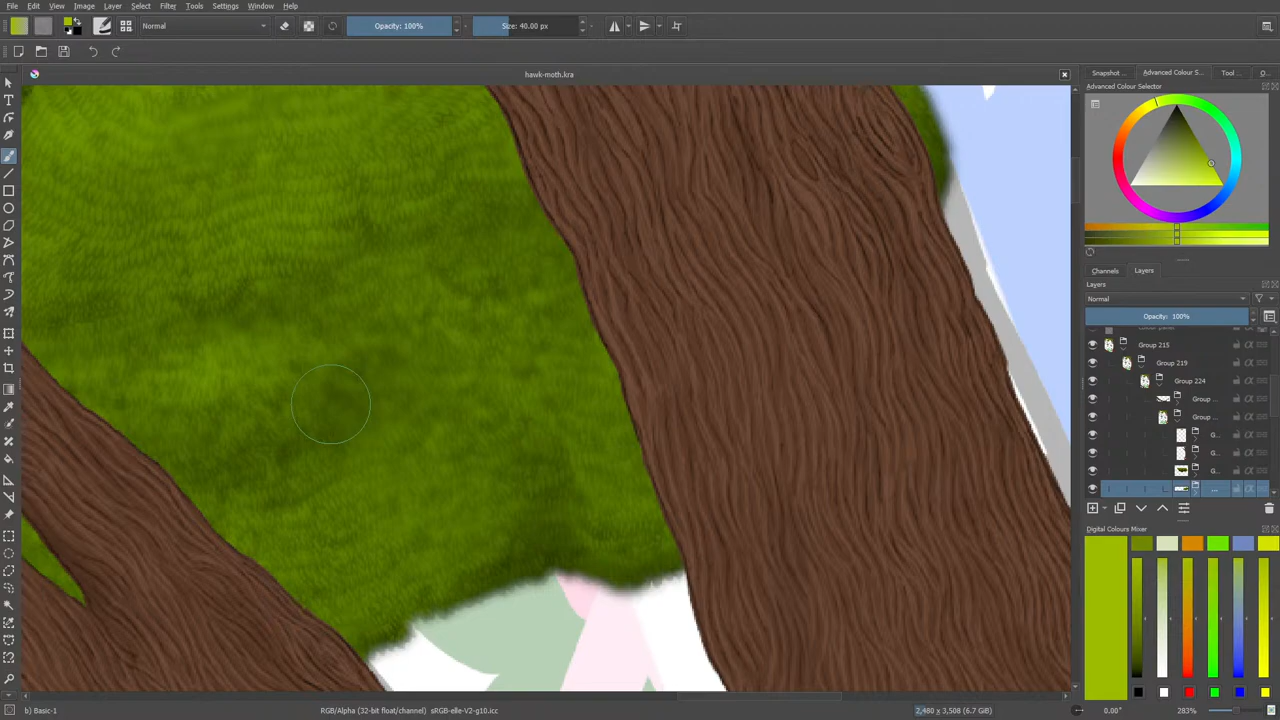 File Edit View Image Layer Select Filter Tools Settings Window Help
Normal Opacity: 100% Size: 40.00 px
hawk-moth.kra
Snapshot ... Advanced Colour S... Tool ... O...
Advanced Colour Selector
Channels Layers
Layers
Normal
Opacity: 100%
Group 215
Group 219
Group 224
Group ...
Group ...
G...
G...
G...
...
Digital Colours Mixer
b) Basic-1 RGB/Alpha (32-bit float/channel) sRGB-elle-V2-g10.icc 2,480 x 3,508 (6.7 GiB) 0.00° 283%